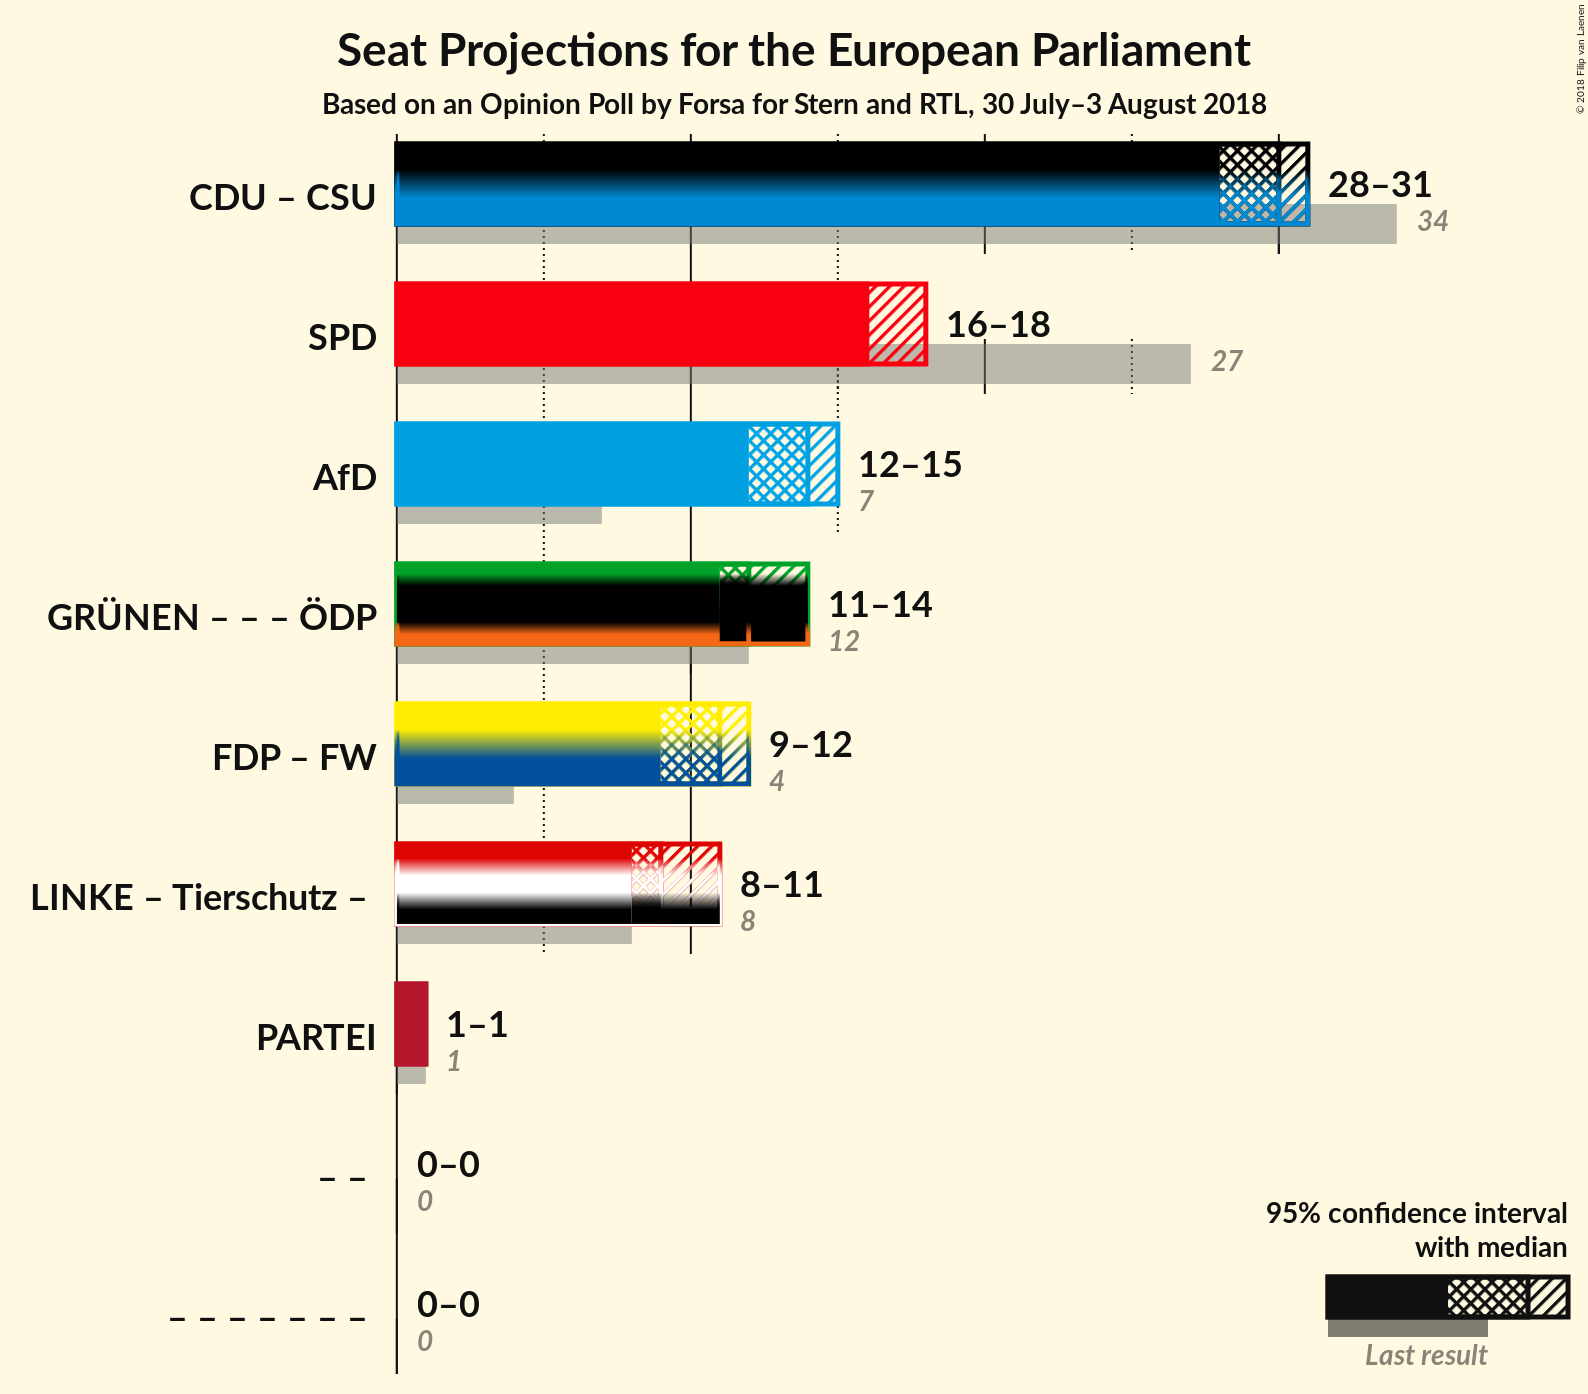 Seat Projections for the European Parliament
Based on an Opinion Poll by Forsa for Stern and RTL, 30 July–3 August 2018
© 2018 Filip van Laenen
CDU – CSU
28–31
34
SPD
16–18
27
AfD
12–15
7
GRÜNEN – – – ÖDP
11–14
12
FDP – FW
9–12
4
LINKE – Tierschutz –
8–11
8
PARTEI
1–1
1
– –
0–0
0
– – – – – – –
0–0
0
95% confidence interval
with median
Last result